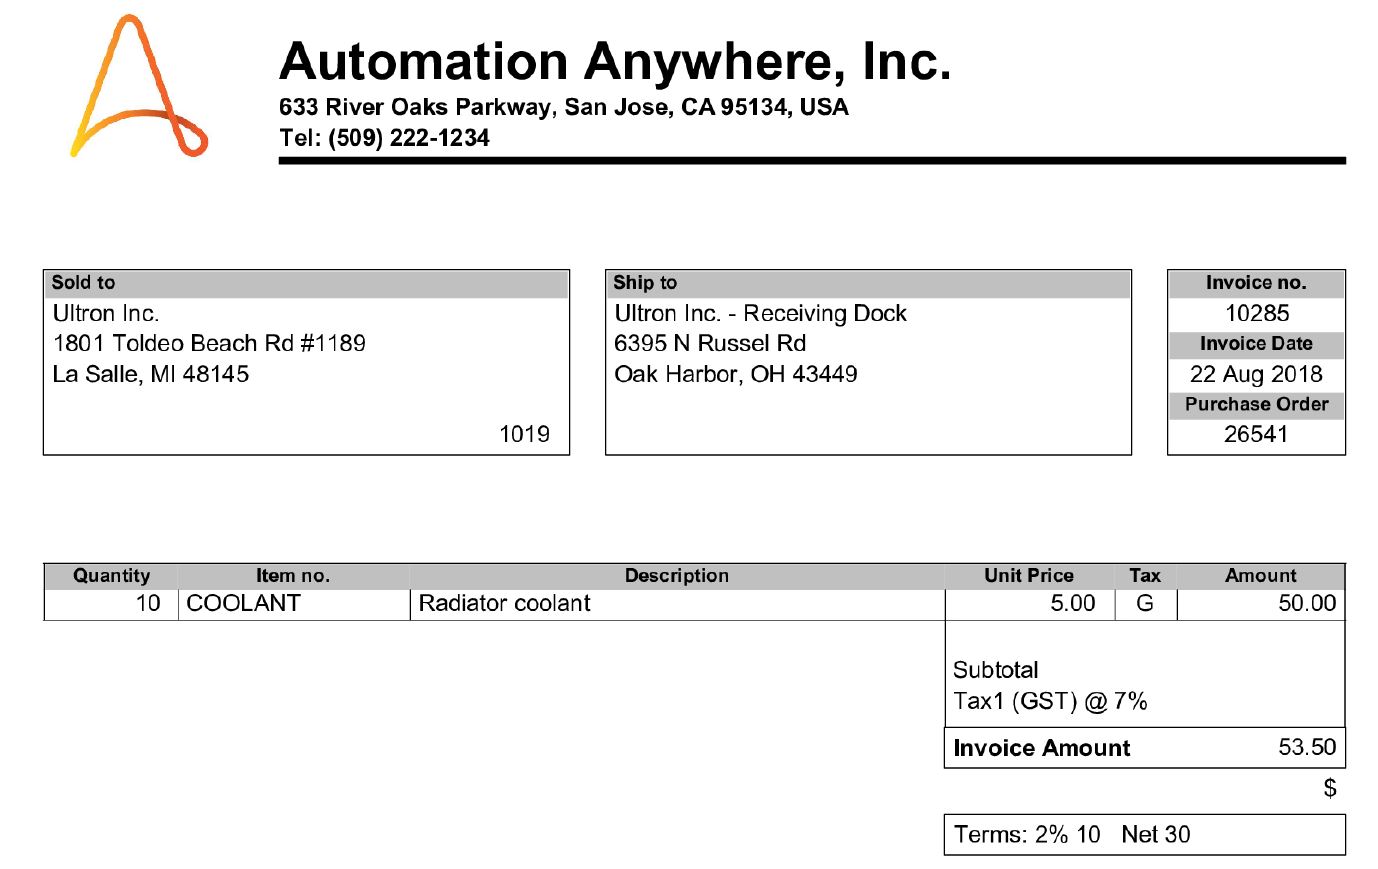 Automation Anywhere, Inc.
633 River Oaks Parkway, San Jose, CA 95134, USA
Tel: (509) 222-1234
Sold to
Ultron Inc.
1801 Toldeo Beach Rd #1189
La Salle, MI 48145
1019
Ship to
Ultron Inc. - Receiving Dock
6395 N Russel Rd
Oak Harbor, OH 43449
Invoice no.
10285
Invoice Date
22 Aug 2018
Purchase Order
26541
Quantity Item no. Description Unit Price Tax Amount
10 COOLANT Radiator coolant 5.00 G 50.00
Subtotal
Tax1 (GST) @ 7%
Invoice Amount 53.50
$
Terms: 2% 10 Net 30